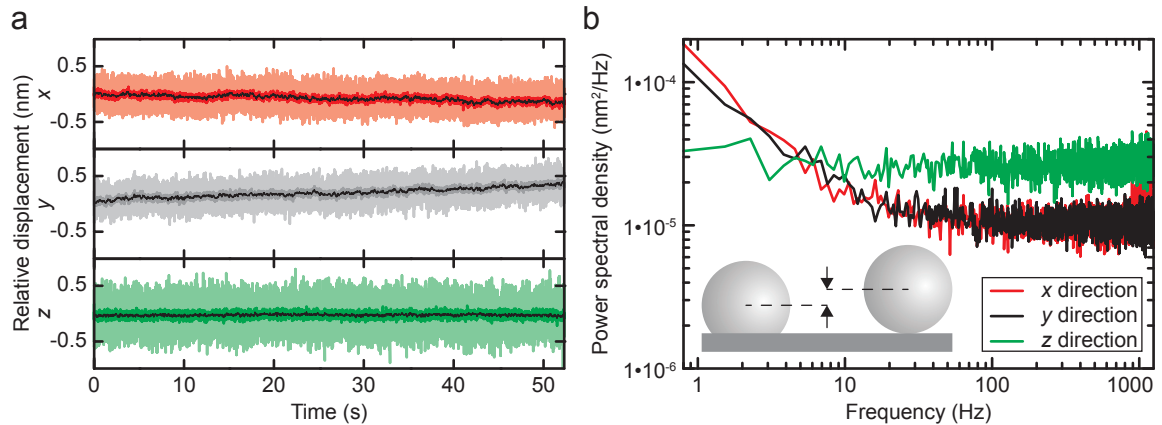 a
Relative displacement (nm)
x
0.5
-0.5
y
0.5
-0.5
z
0.5
-0.5
0 10 20 30 40 50
Time (s)
b
Power spectral density (nm²/Hz)
1•10⁻⁴
1•10⁻⁵
1•10⁻⁶
x direction
y direction
z direction
1 10 100 1000
Frequency (Hz)